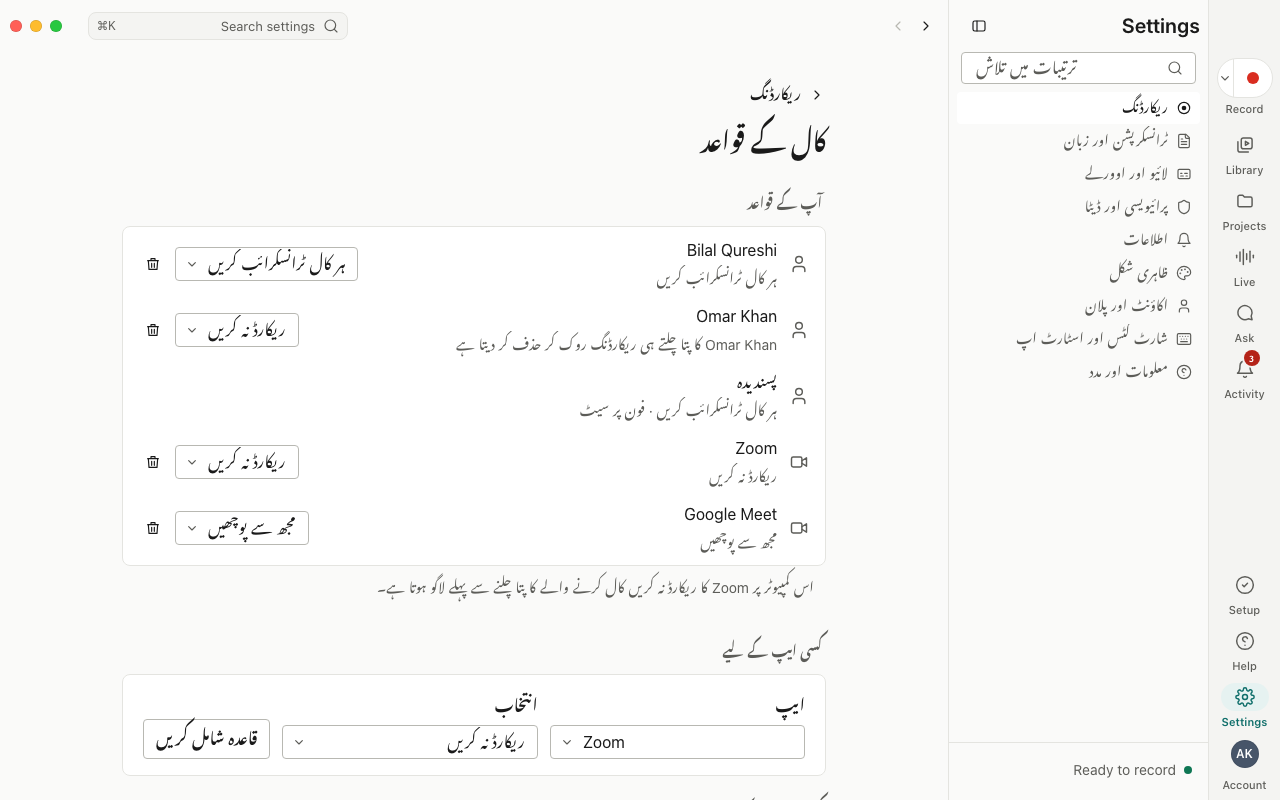 Settings
ترتیبات میں تلاش
ریکارڈنگ
ٹرانسکرپشن اور زبان
لائیو اور اوورلے
پرائیویسی اور ڈیٹا
اطلاعات
ظاہری شکل
اکاؤنٹ اور پلان
شارٹ کٹس اور اسٹارٹ اپ
معلومات اور مدد
Ready to record
Record
Library
Projects
Live
Ask
3
Activity
Setup
Help
Settings
AK
Account
⌘K Search settings
ریکارڈنگ
کال کے قواعد
آپ کے قواعد
Bilal Qureshi
ہر کال ٹرانسکرائب کریں
ہر کال ٹرانسکرائب کریں
Omar Khan
Omar Khan کا پتا چلتے ہی ریکارڈنگ روک کر حذف کر دیتا ہے
ریکارڈ نہ کریں
پسندیدہ
ہر کال ٹرانسکرائب کریں · فون پر سیٹ
Zoom
ریکارڈ نہ کریں
ریکارڈ نہ کریں
Google Meet
مجھ سے پوچھیں
مجھ سے پوچھیں
اس کمپیوٹر پر Zoom کا ریکارڈ نہ کریں کال کرنے والے کا پتا چلنے سے پہلے لاگو ہوتا ہے۔
کسی ایپ کے لیے
ایپ
Zoom
انتخاب
ریکارڈ نہ کریں
قاعدہ شامل کریں